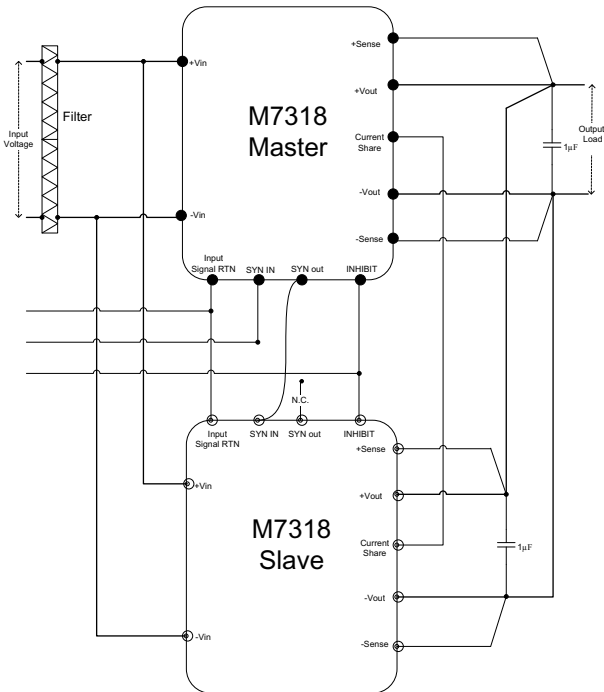 +Sense
+Vin
Filter
+Vout
M7318
Master
Input
Voltage
Current
Share
1µF
Output
Load
-Vout
-Vin
-Sense
Input
Signal RTN
SYN IN
SYN out
INHIBIT
N.C.
Input
Signal RTN
SYN IN
SYN out
INHIBIT
+Sense
+Vin
+Vout
M7318
Slave
Current
Share
1µF
-Vout
-Vin
-Sense